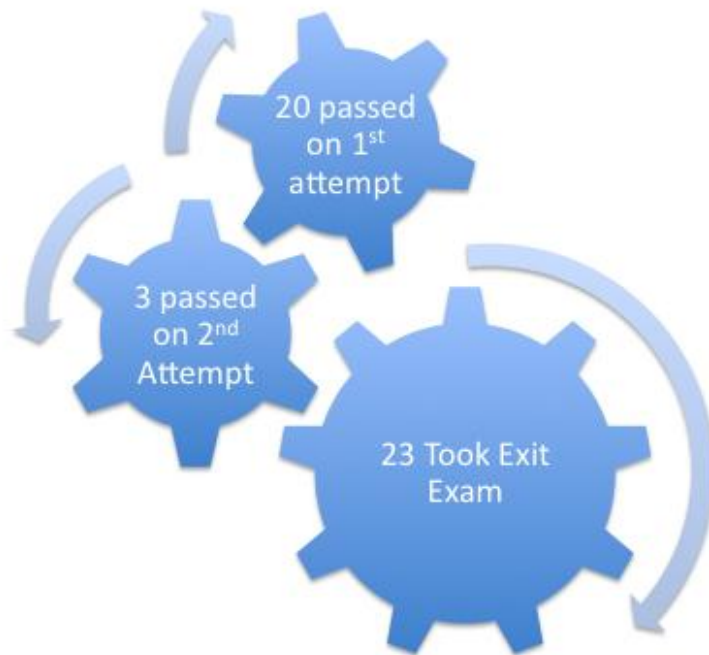 20 passed
on 1st
attempt
3 passed
on 2nd
Attempt
23 Took Exit
Exam